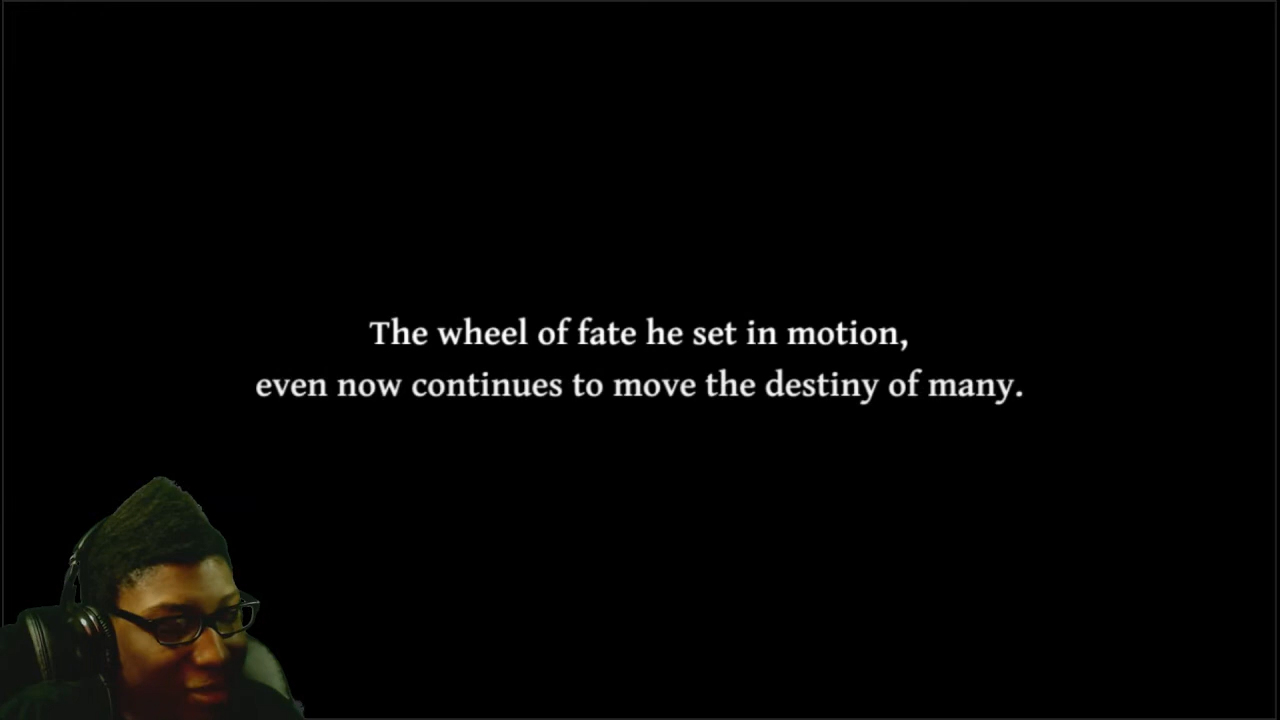 The wheel of fate he set in motion,
even now continues to move the destiny of many.